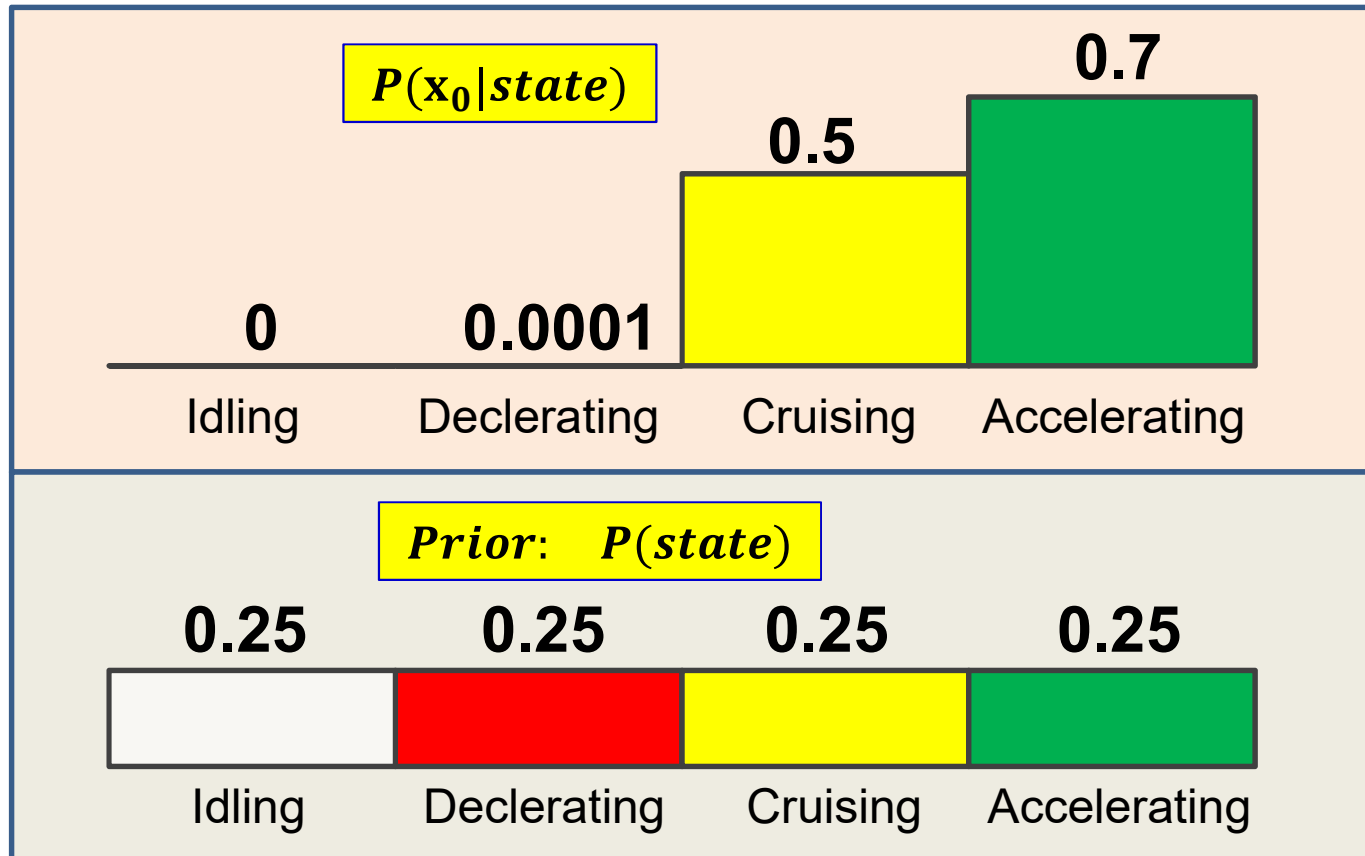 P(x₀|state)
0.7
0.5
0 0.0001
Idling Declerating Cruising Accelerating
Prior: P(state)
0.25 0.25 0.25 0.25
Idling Declerating Cruising Accelerating